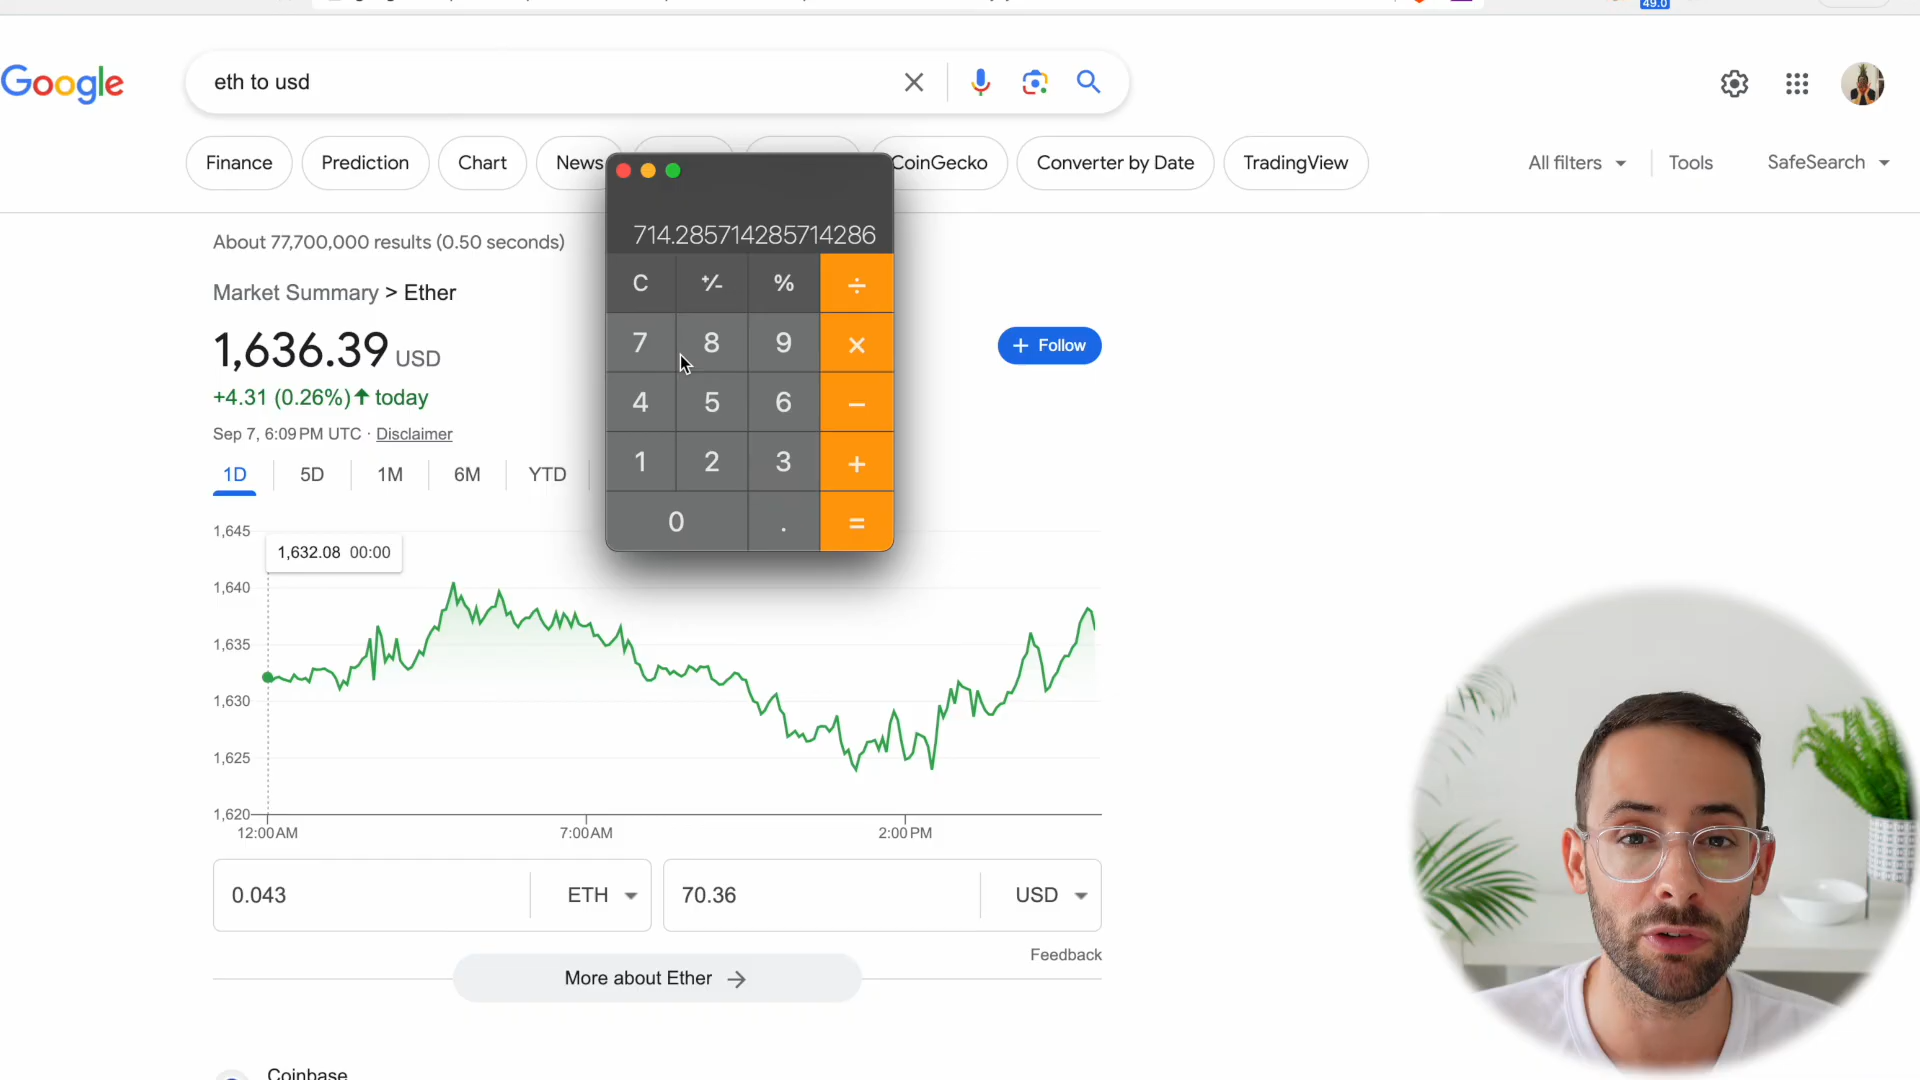 49.0
Google
eth to usd
Finance
Prediction
Chart
News
CoinGecko
Converter by Date
TradingView
All filters
Tools
SafeSearch
About 77,700,000 results (0.50 seconds)
Market Summary > Ether
1,636.39 USD
+4.31 (0.26%) today
Sep 7, 6:09 PM UTC · Disclaimer
+ Follow
1D
5D
1M
6M
YTD
714.285714285714286
C
+/-
%
÷
7
8
9
×
4
5
6
−
1
2
3
+
0
.
=
1,645
1,632.08 00:00
1,640
1,635
1,630
1,625
1,620
12:00 AM
7:00 AM
2:00 PM
0.043
ETH
70.36
USD
Feedback
More about Ether
Coinbase